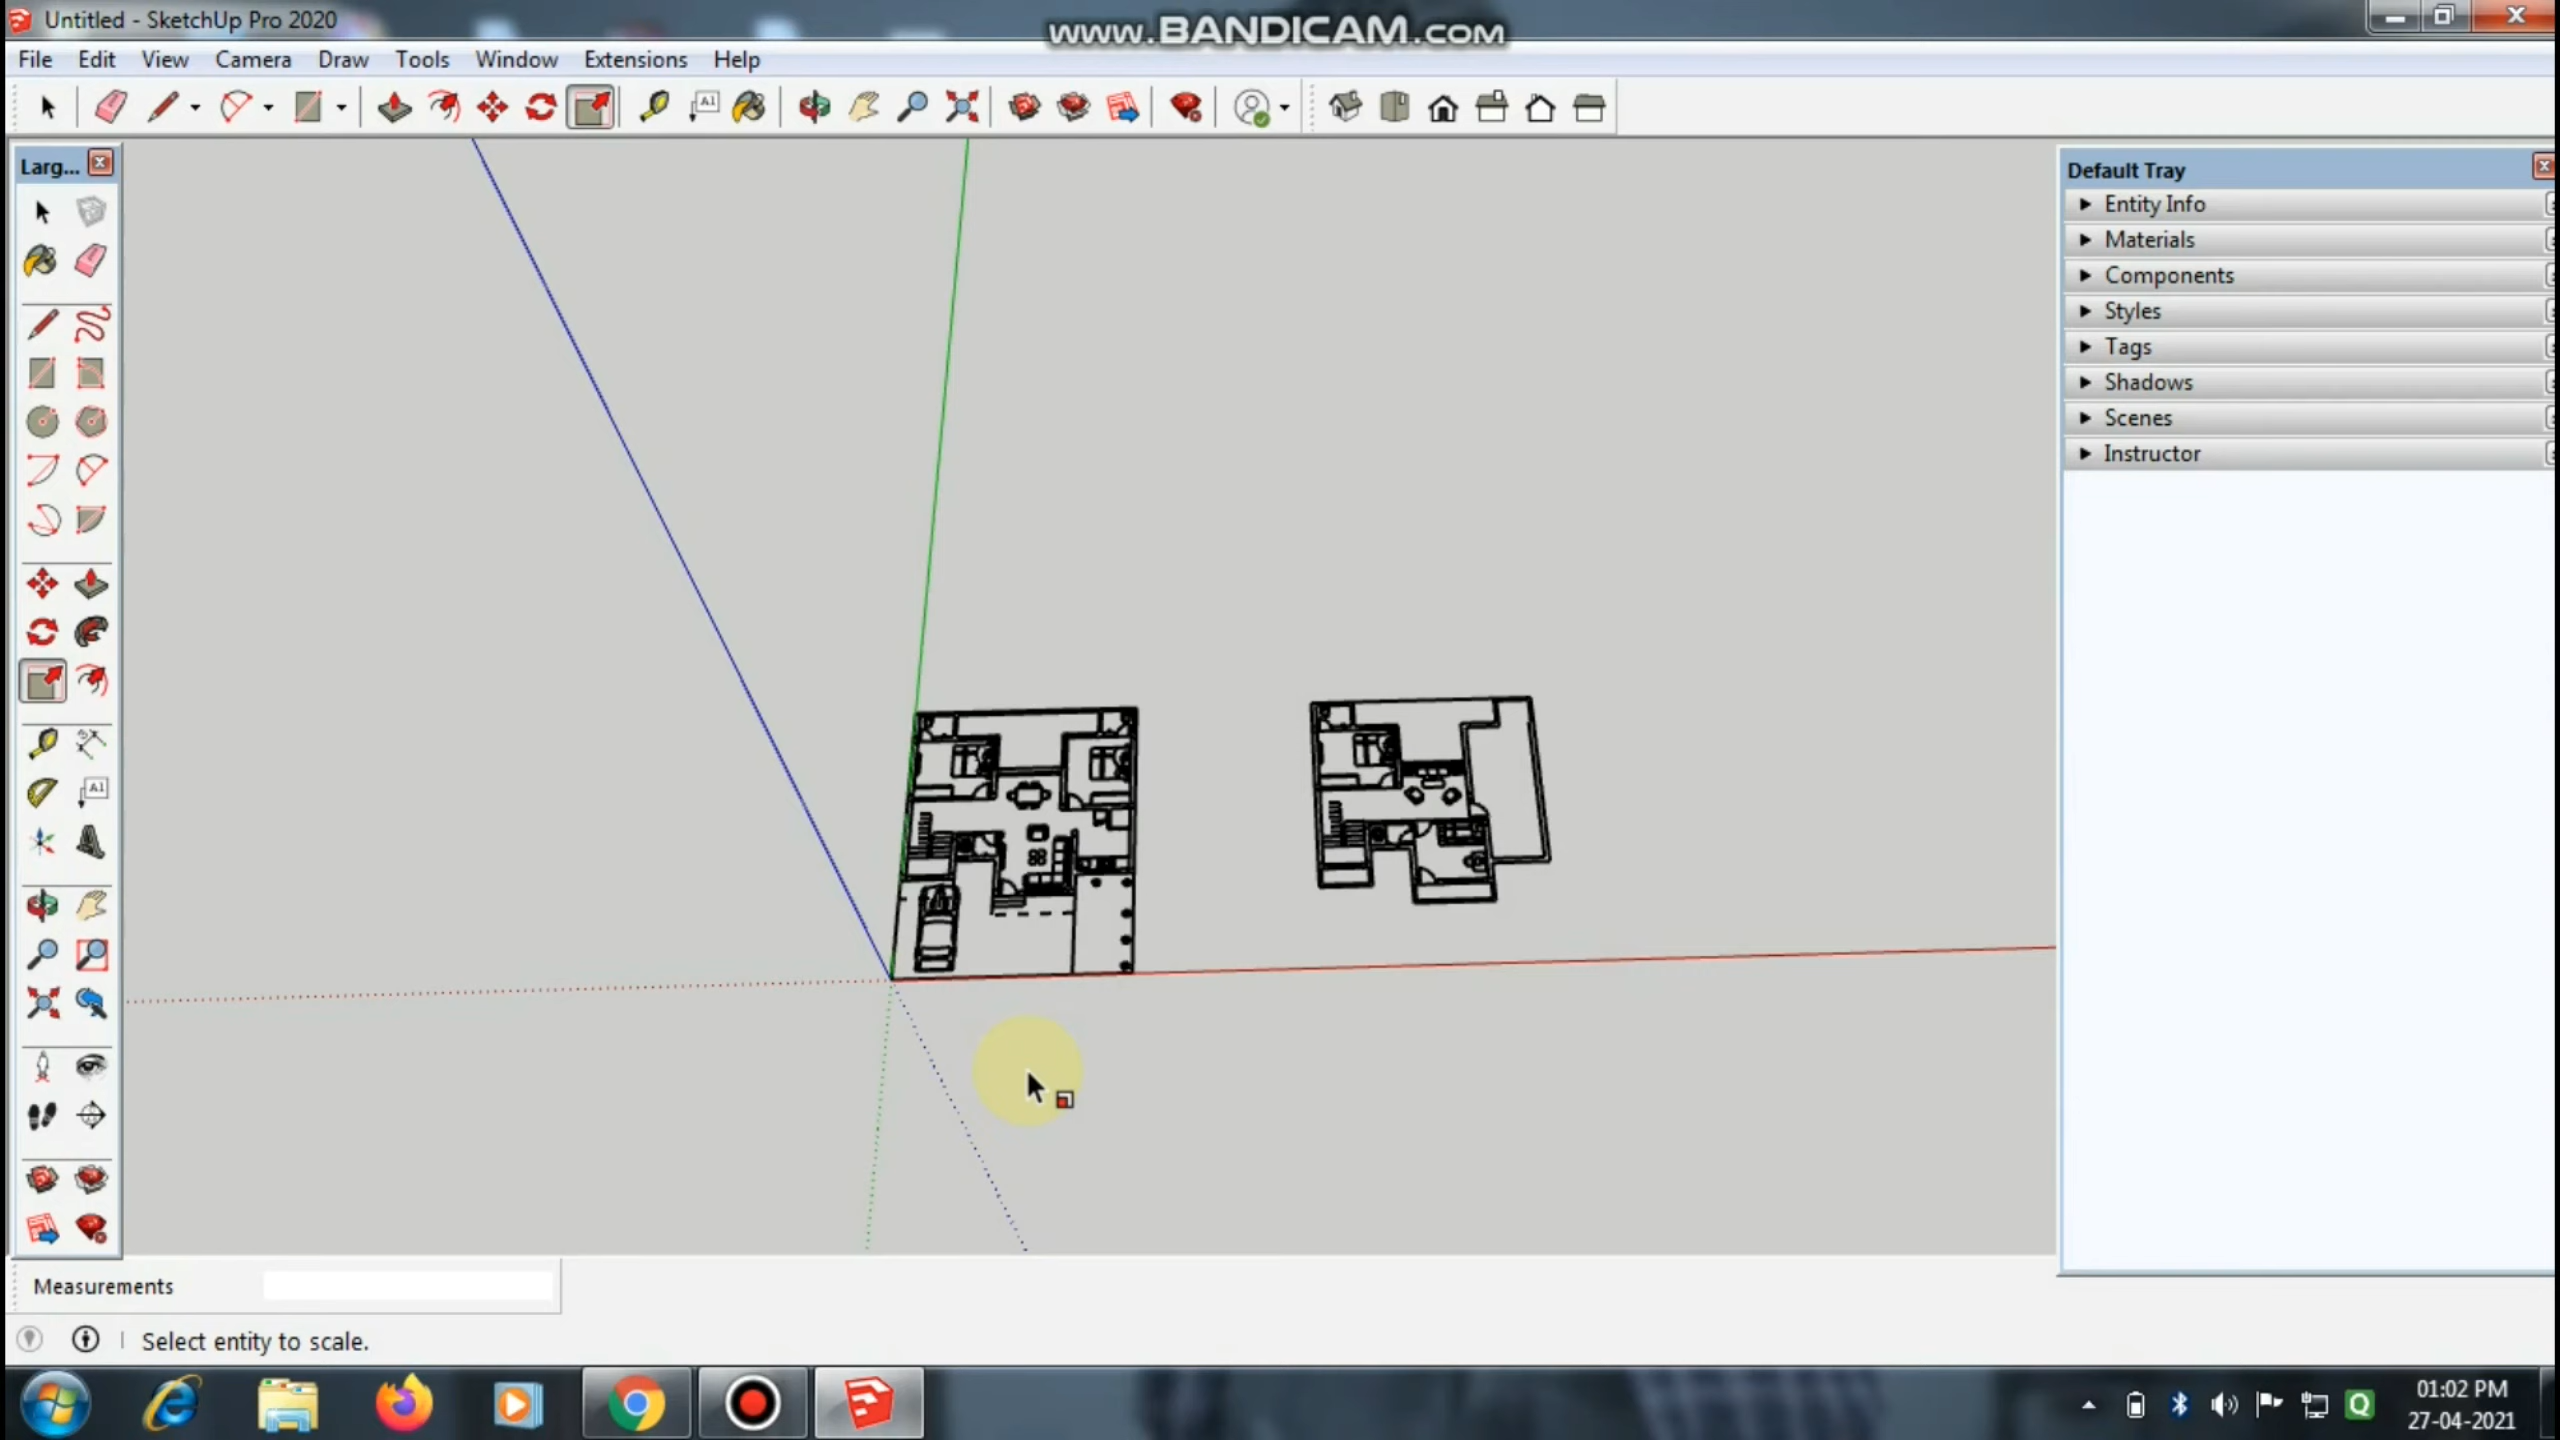 Untitled - SketchUp Pro 2020
www.BANDICAM.com
File Edit View Camera Draw Tools Window Extensions Help
A1
Larg...
Default Tray
Entity Info
Materials
Components
Styles
Tags
Shadows
Scenes
Instructor
A1
Measurements
Select entity to scale.
01:02 PM
27-04-2021